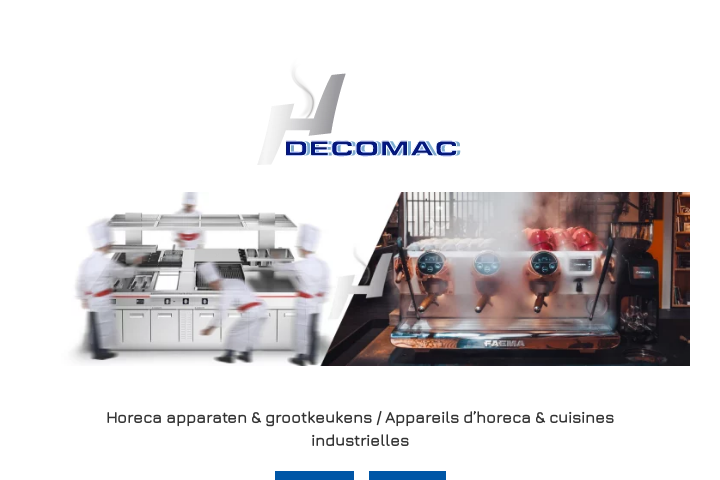 DECOMAC
FAEMA
Horeca apparaten & grootkeukens / Appareils d’horeca & cuisines
industrielles